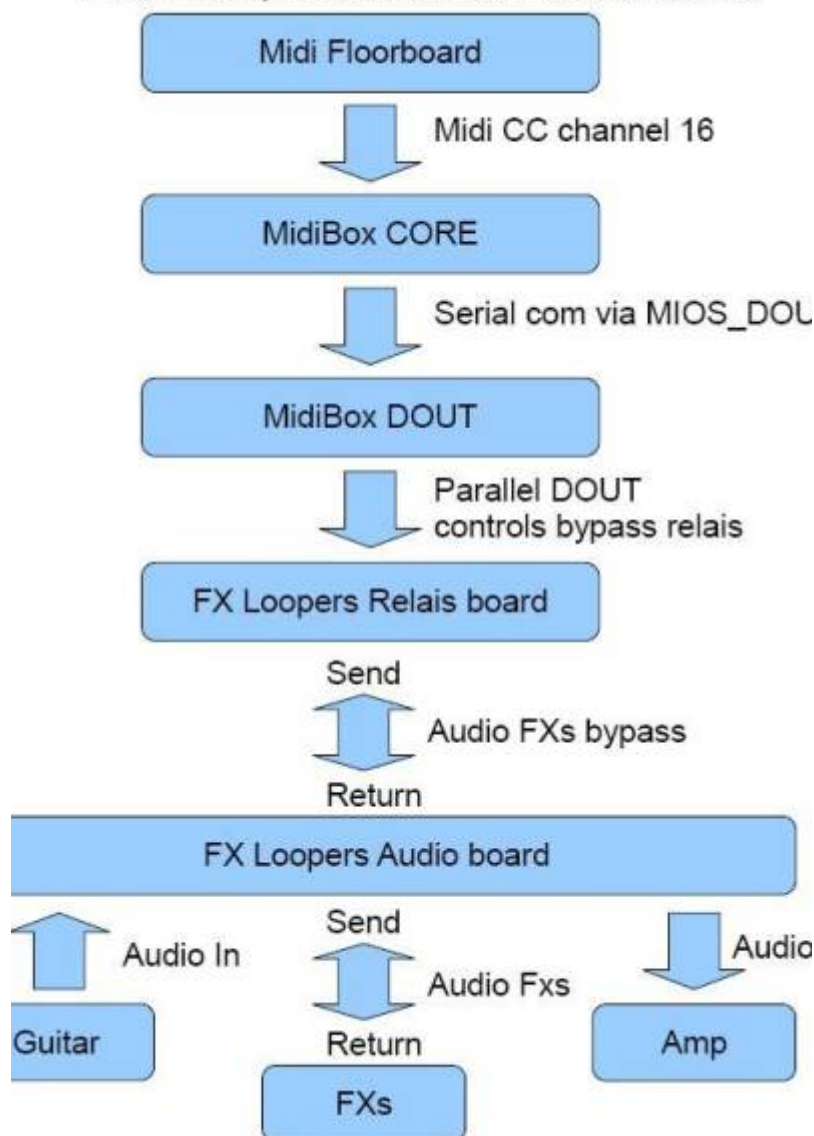 Midi Floorboard
Midi CC channel 16
MidiBox CORE
Serial com via
MidiBox DOUT
Parallel DOUT
controls bypass relais
FX Loopers Relais board
Send
Audio FXs bypass
Return
FX Loopers Audio board
Audio In
Send
Audio Fxs
Return
Audio
Guitar
FXs
Amp